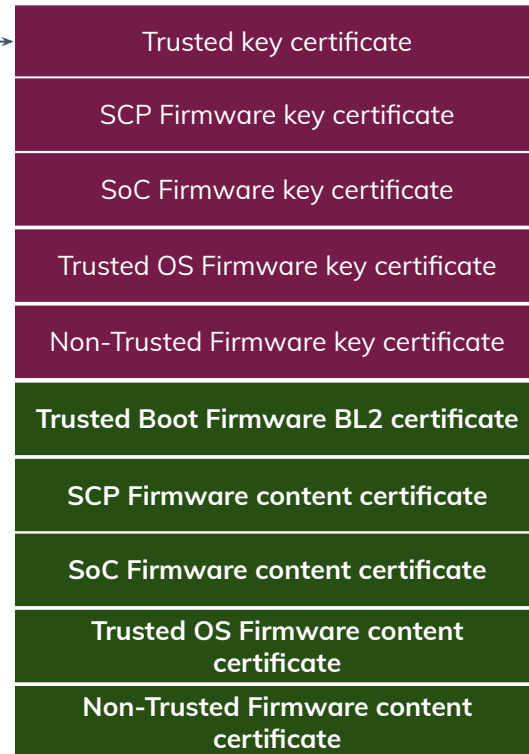 Trusted key certificate
SCP Firmware key certificate
SoC Firmware key certificate
Trusted OS Firmware key certificate
Non-Trusted Firmware key certificate
Trusted Boot Firmware BL2 certificate
SCP Firmware content certificate
SoC Firmware content certificate
Trusted OS Firmware content
certificate
Non-Trusted Firmware content
certificate